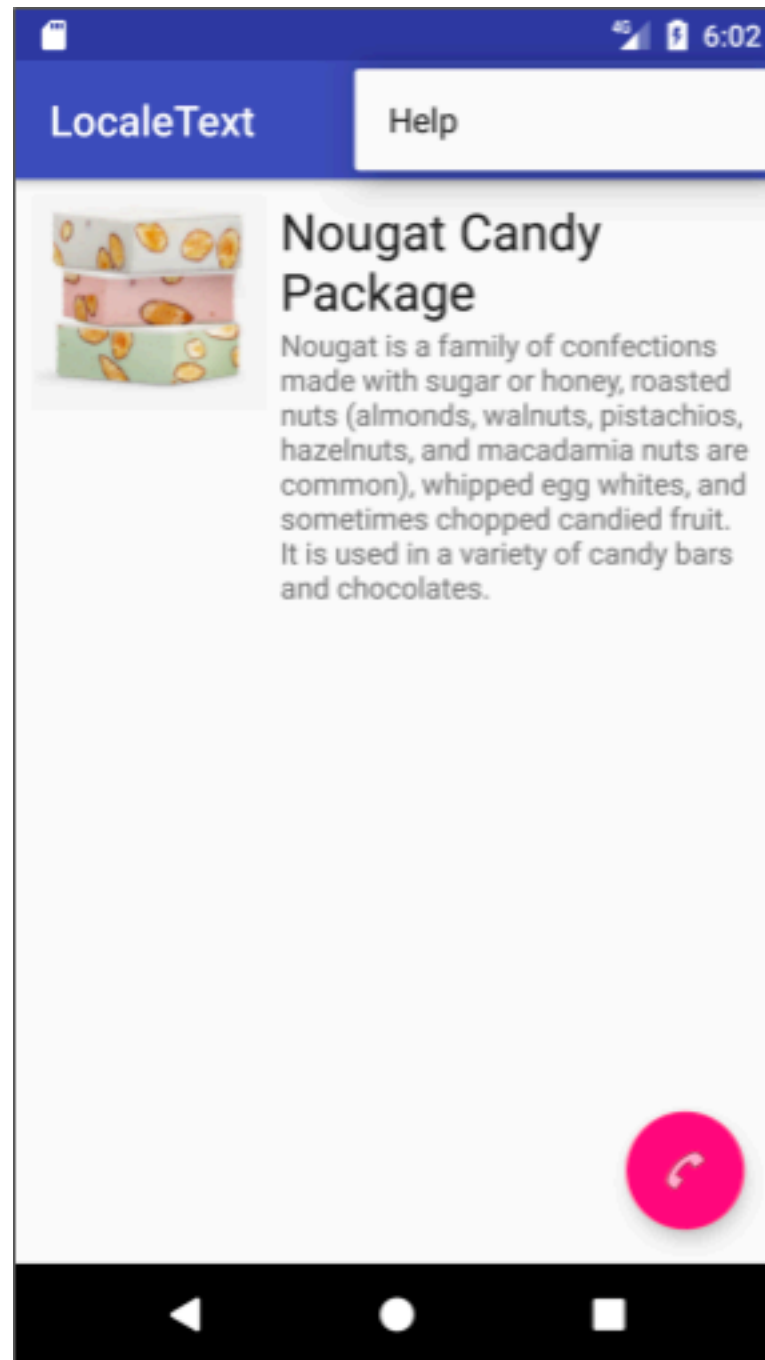 4G 6:02
LocaleText
Help
Nougat Candy
Package
Nougat is a family of confections
made with sugar or honey, roasted
nuts (almonds, walnuts, pistachios,
hazelnuts, and macadamia nuts are
common), whipped egg whites, and
sometimes chopped candied fruit.
It is used in a variety of candy bars
and chocolates.